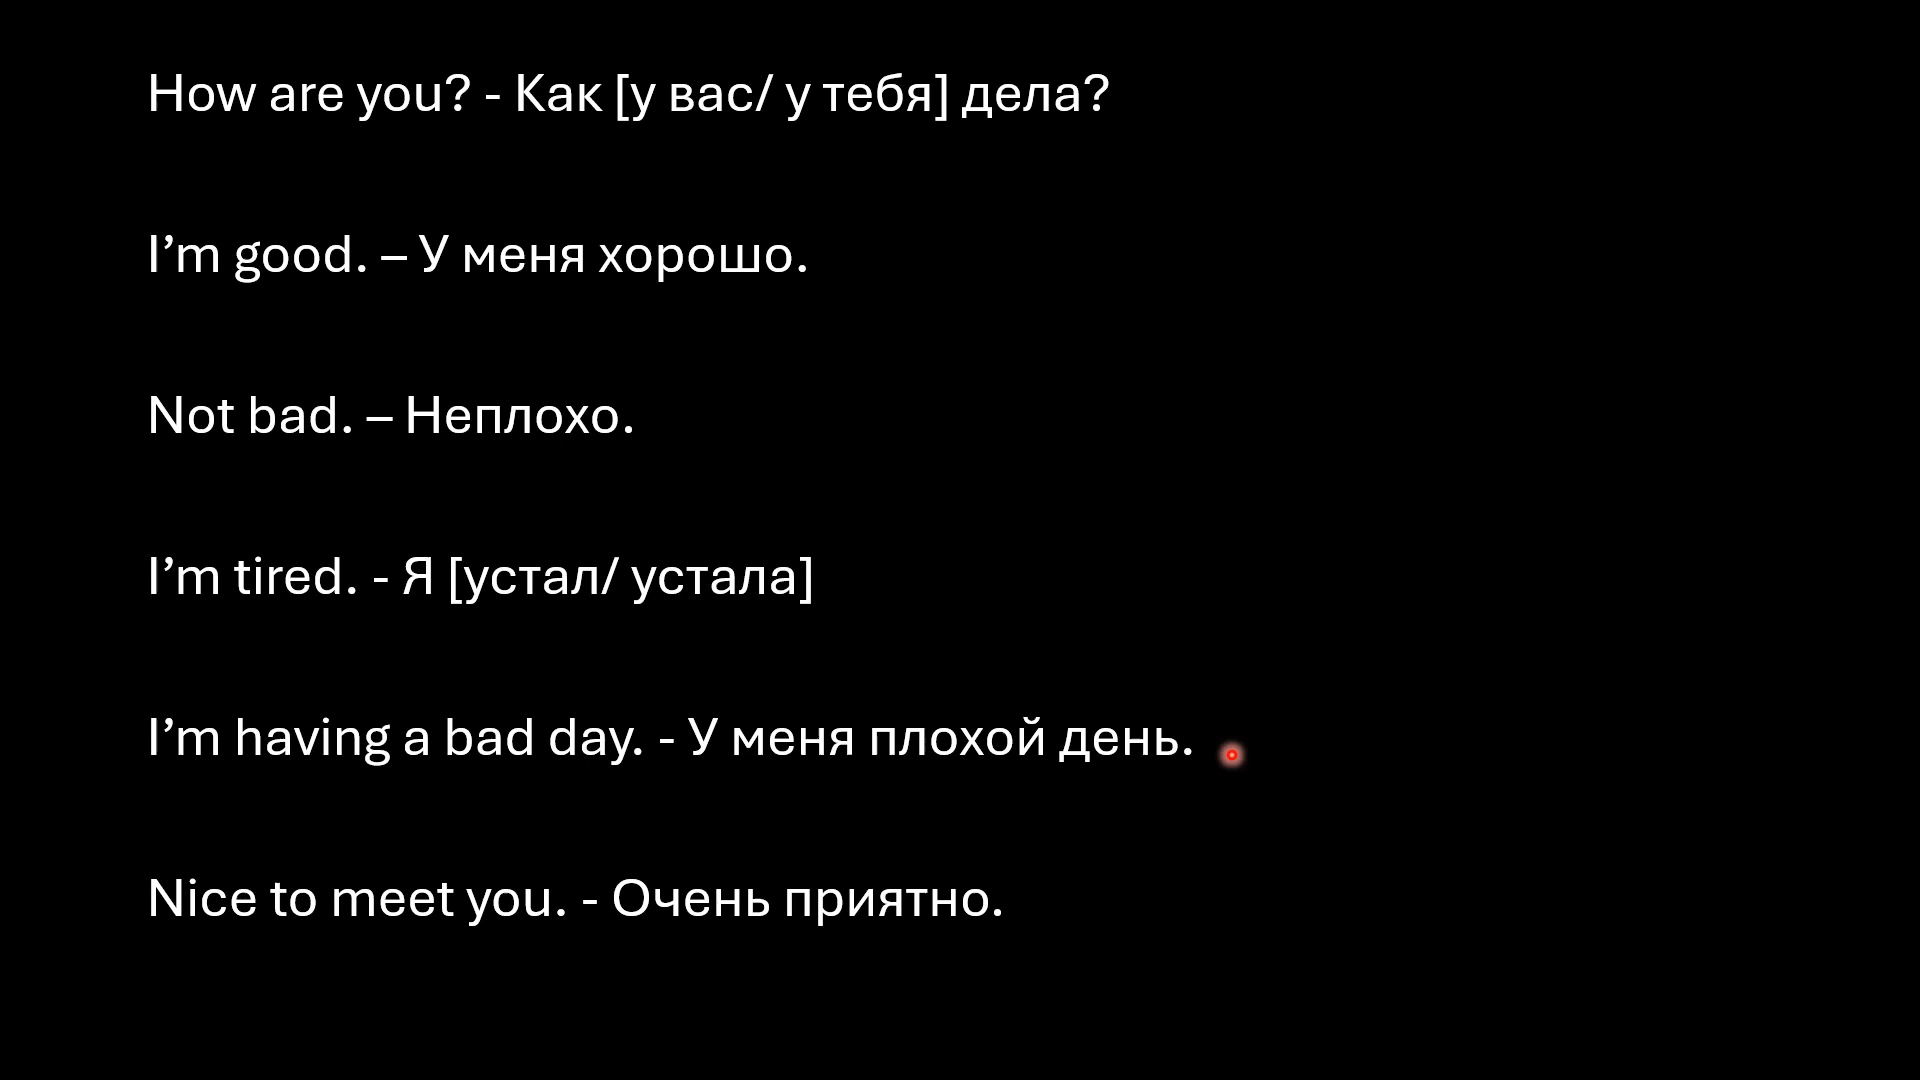 How are you? - Как [у вас/ у тебя] дела?
I’m good. – У меня хорошо.
Not bad. – Неплохо.
I’m tired. - Я [устал/ устала]
I’m having a bad day. - У меня плохой день.
Nice to meet you. - Очень приятно.